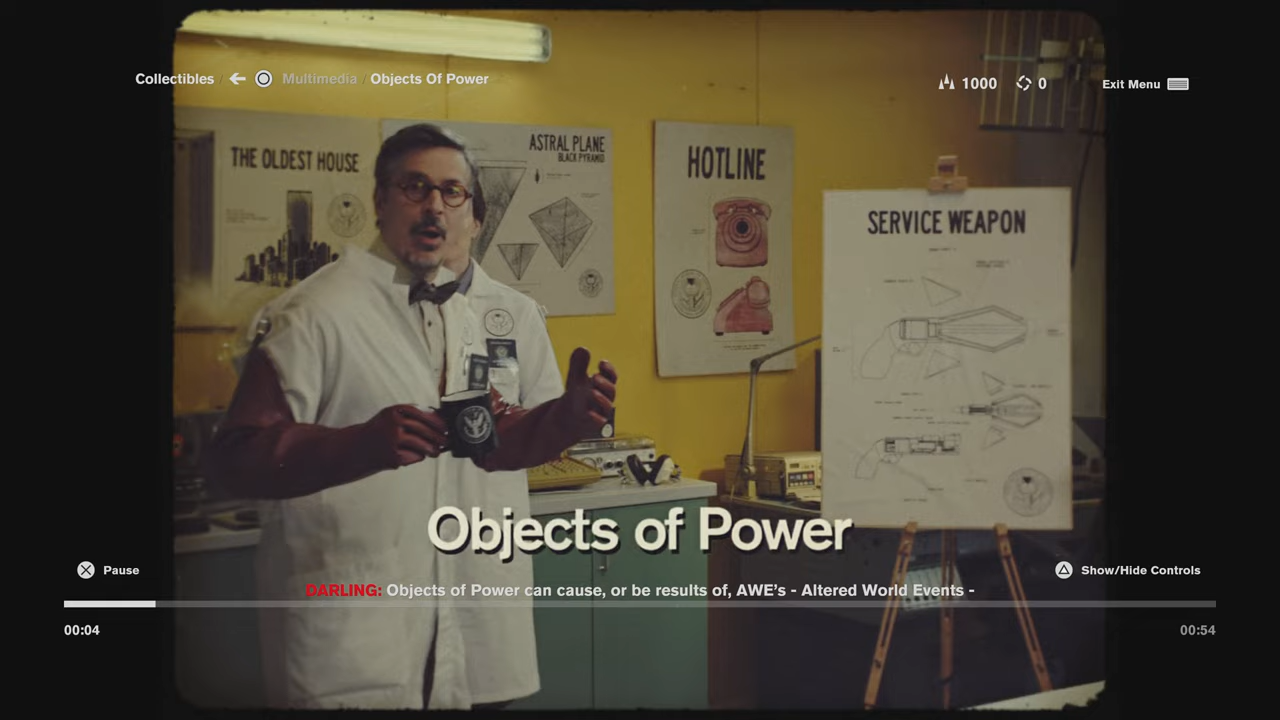 Collectibles / Multimedia / Objects Of Power
1000
0
Exit Menu
THE OLDEST HOUSE
ASTRAL PLANE
BLACK PYRAMID
HOTLINE
SERVICE WEAPON
Objects of Power
Pause
Show/Hide Controls
DARLING: Objects of Power can cause, or be results of, AWE's - Altered World Events -
00:04
00:54